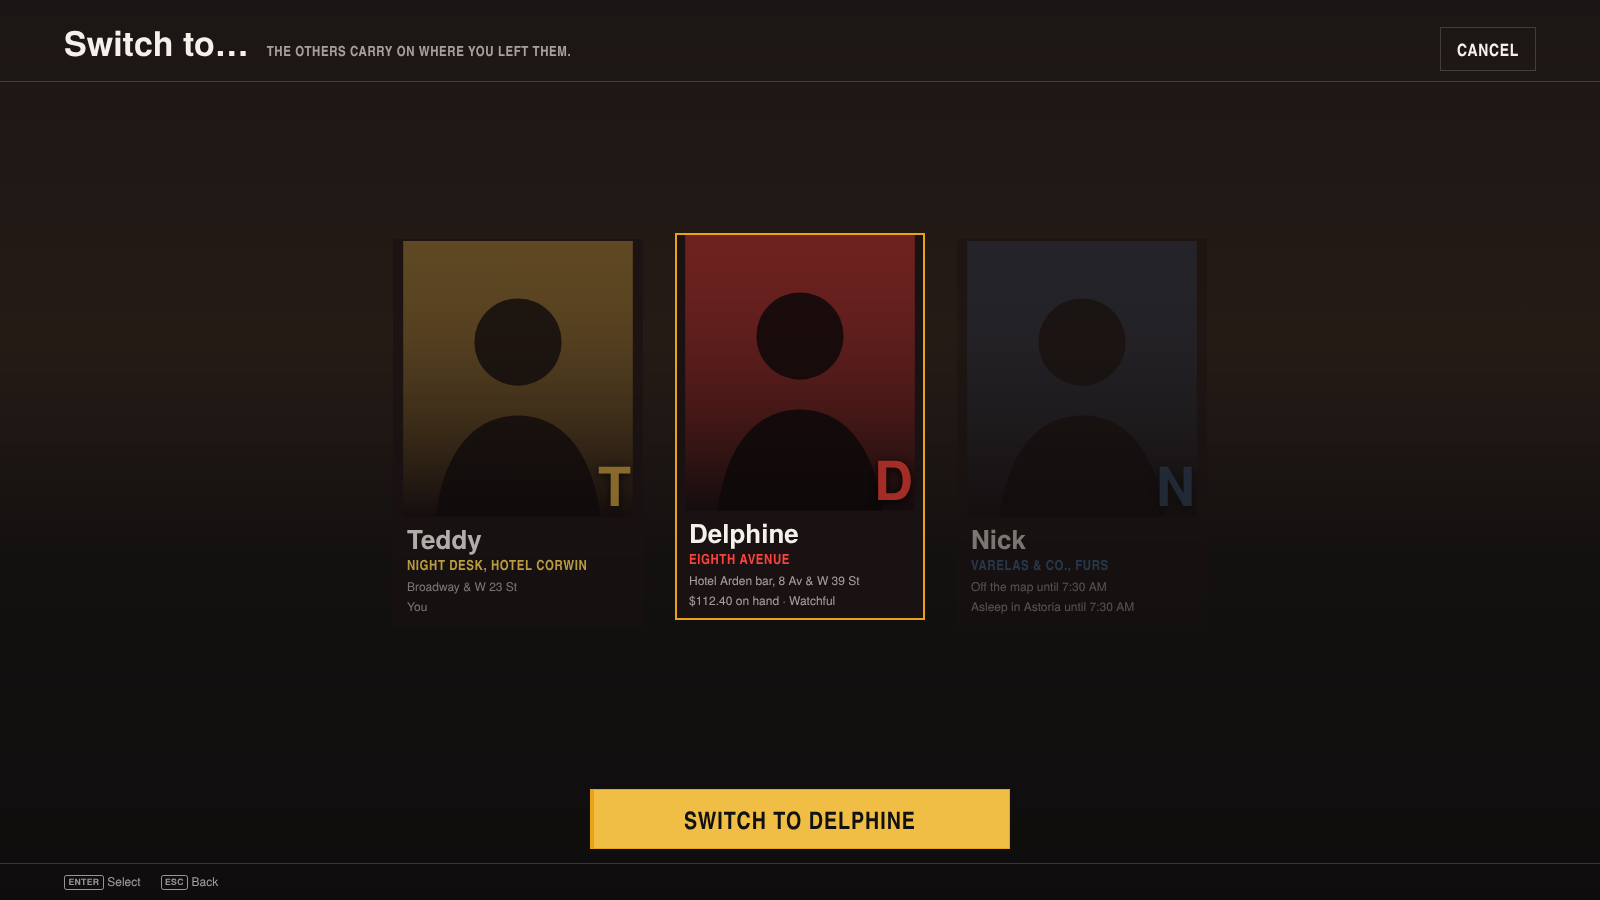 Switch to...
THE OTHERS CARRY ON WHERE YOU LEFT THEM.
CANCEL
T
Teddy
NIGHT DESK, HOTEL CORWIN
Broadway & W 23 St
You
D
Delphine
EIGHTH AVENUE
Hotel Arden bar, 8 Av & W 39 St
$112.40 on hand · Watchful
N
Nick
VARELAS & CO., FURS
Off the map until 7:30 AM
Asleep in Astoria until 7:30 AM
SWITCH TO DELPHINE
ENTER Select ESC Back